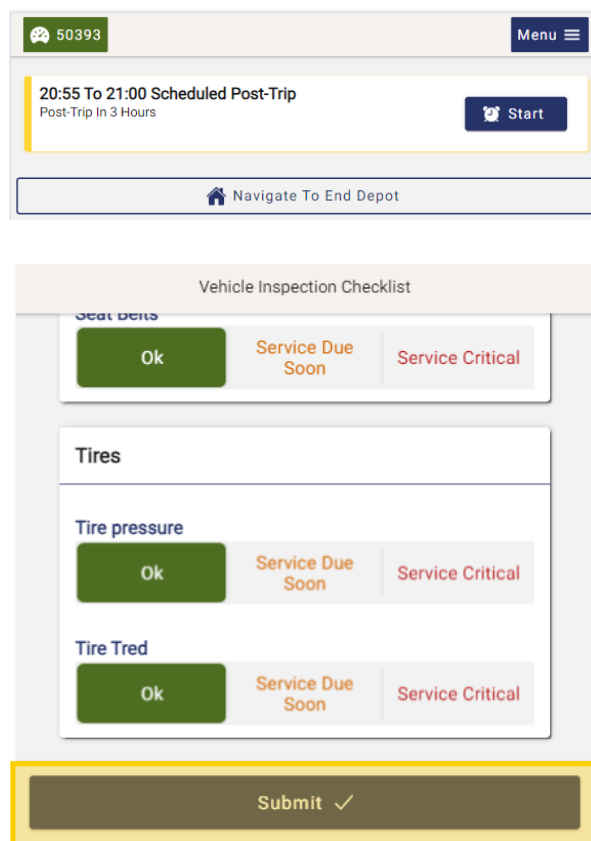 50393
Menu
20:55 To 21:00 Scheduled Post-Trip
Post-Trip In 3 Hours
Start
Navigate To End Depot
Vehicle Inspection Checklist
Seat Belts
Ok
Service Due
Soon
Service Critical
Tires
Tire pressure
Ok
Service Due
Soon
Service Critical
Tire Tred
Ok
Service Due
Soon
Service Critical
Submit